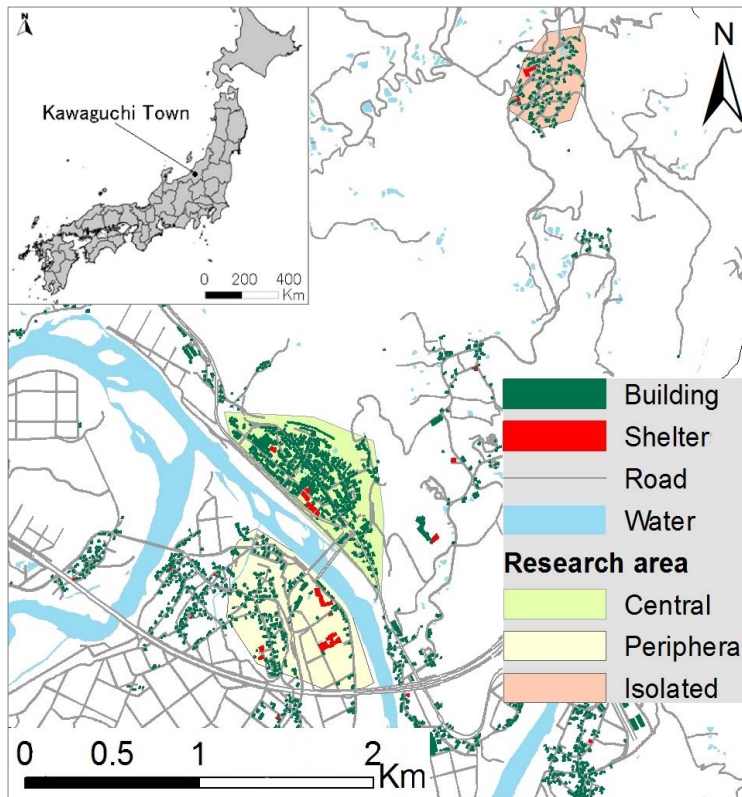 N
Kawaguchi Town
0 200 400
Km
N
Building
Shelter
Road
Water
Research area
Central
Periphera
Isolated
0 0.5 1 2
Km